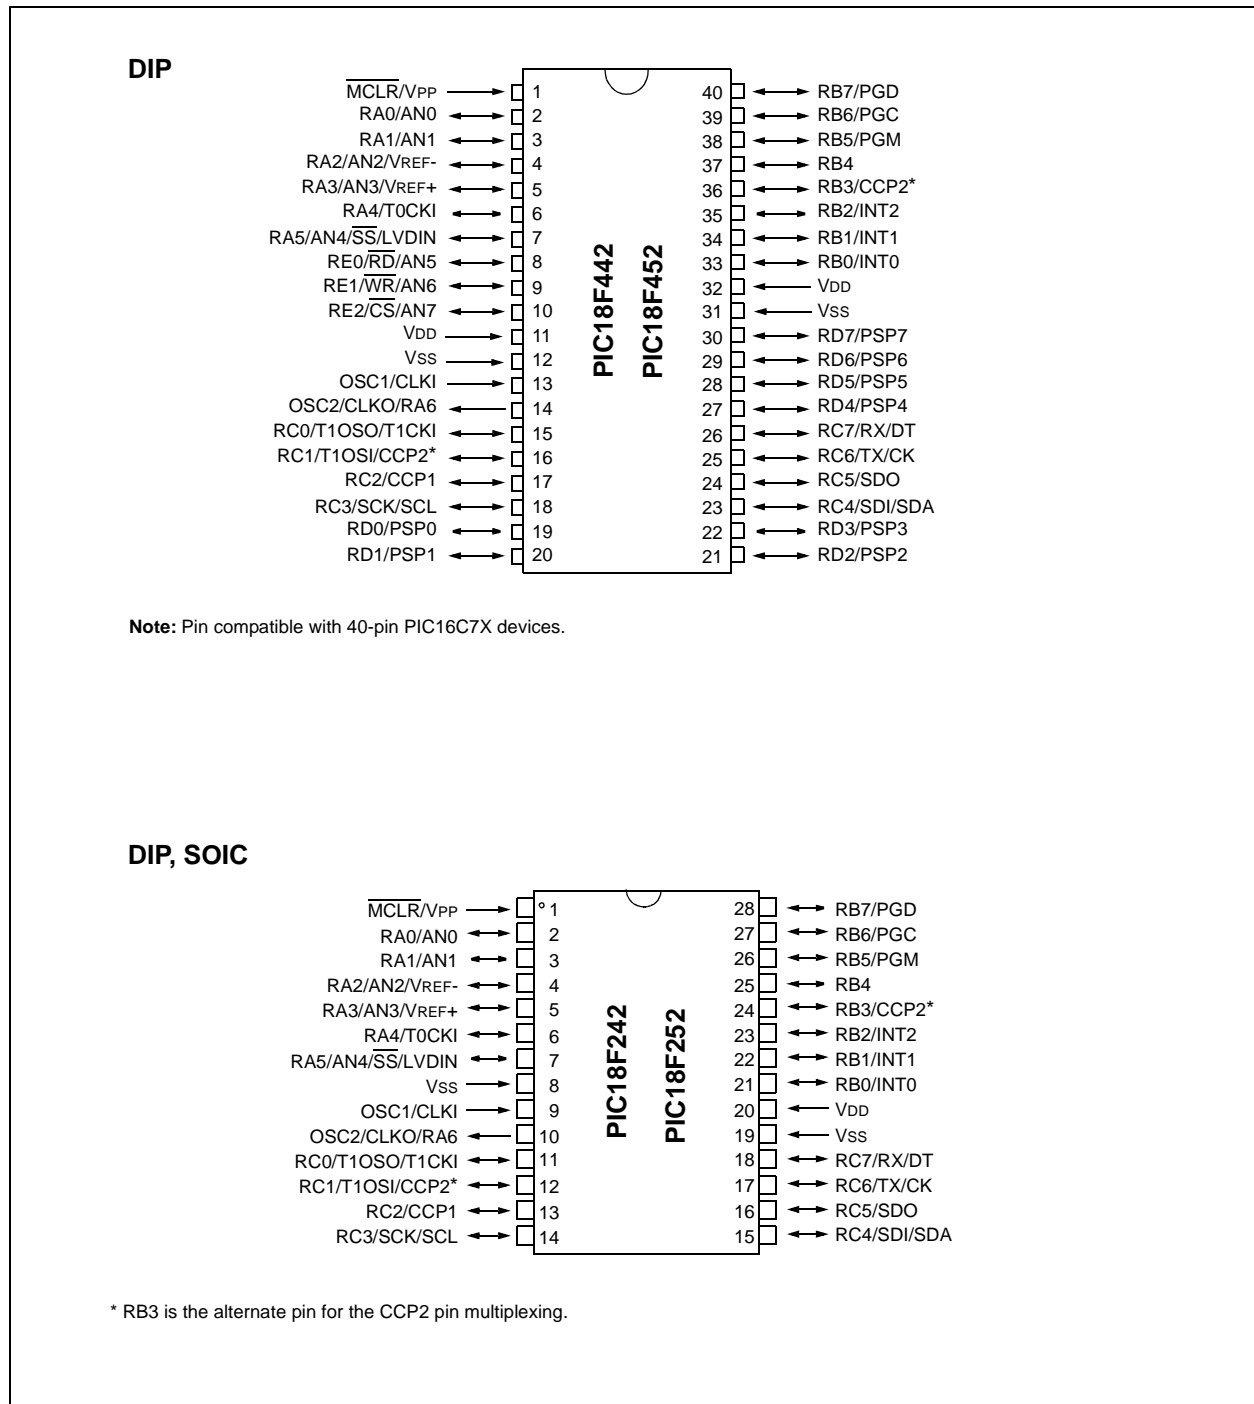 DIP
MCLR/VPP 1 40 RB7/PGD
RA0/AN0 2 39 RB6/PGC
RA1/AN1 3 38 RB5/PGM
RA2/AN2/VREF- 4 37 RB4
RA3/AN3/VREF+ 5 36 RB3/CCP2*
RA4/T0CKI 6 35 RB2/INT2
RA5/AN4/SS/LVDIN 7 34 RB1/INT1
RE0/RD/AN5 8 33 RB0/INT0
RE1/WR/AN6 9 32 VDD
RE2/CS/AN7 10 31 VSS
VDD 11 30 RD7/PSP7
VSS 12 29 RD6/PSP6
OSC1/CLKI 13 28 RD5/PSP5
OSC2/CLKO/RA6 14 27 RD4/PSP4
RC0/T1OSO/T1CKI 15 26 RC7/RX/DT
RC1/T1OSI/CCP2* 16 25 RC6/TX/CK
RC2/CCP1 17 24 RC5/SDO
RC3/SCK/SCL 18 23 RC4/SDI/SDA
RD0/PSP0 19 22 RD3/PSP3
RD1/PSP1 20 21 RD2/PSP2
PIC18F442
PIC18F452
Note: Pin compatible with 40-pin PIC16C7X devices.
DIP, SOIC
MCLR/VPP 1 28 RB7/PGD
RA0/AN0 2 27 RB6/PGC
RA1/AN1 3 26 RB5/PGM
RA2/AN2/VREF- 4 25 RB4
RA3/AN3/VREF+ 5 24 RB3/CCP2*
RA4/T0CKI 6 23 RB2/INT2
RA5/AN4/SS/LVDIN 7 22 RB1/INT1
VSS 8 21 RB0/INT0
OSC1/CLKI 9 20 VDD
OSC2/CLKO/RA6 10 19 VSS
RC0/T1OSO/T1CKI 11 18 RC7/RX/DT
RC1/T1OSI/CCP2* 12 17 RC6/TX/CK
RC2/CCP1 13 16 RC5/SDO
RC3/SCK/SCL 14 15 RC4/SDI/SDA
PIC18F242
PIC18F252
* RB3 is the alternate pin for the CCP2 pin multiplexing.